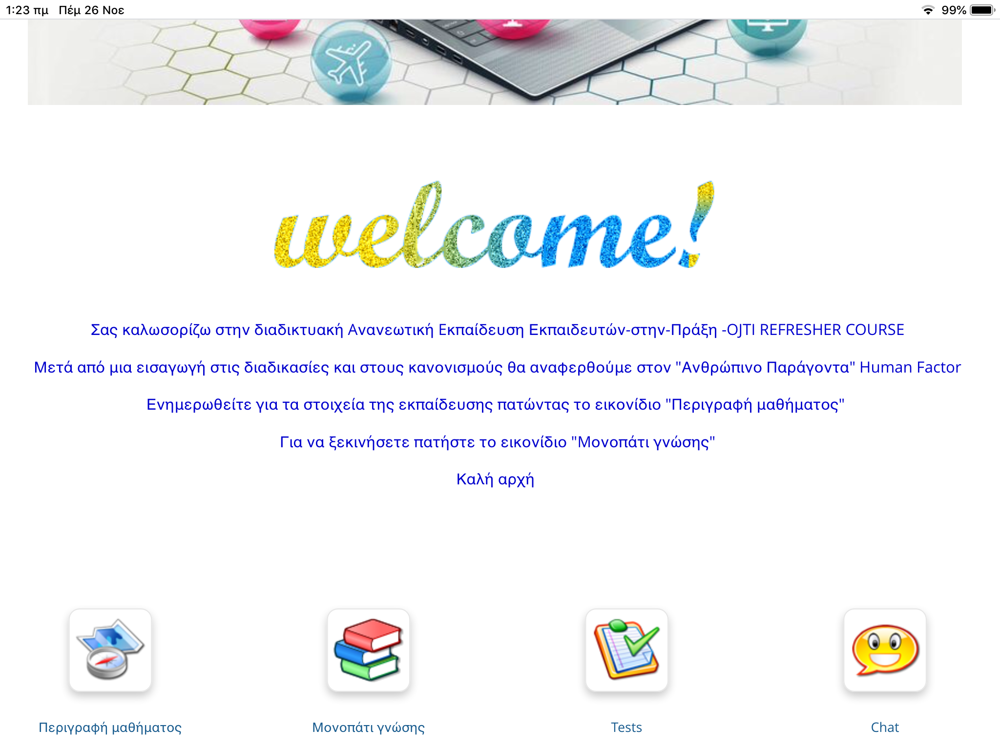 1:23 πμ Πέμ 26 Νοε
99%
welcome!
Σας καλωσορίζω στην διαδικτυακή Ανανεωτική Εκπαίδευση Εκπαιδευτών-στην-Πράξη -OJTI REFRESHER COURSE
Μετά από μια εισαγωγή στις διαδικασίες και στους κανονισμούς θα αναφερθούμε στον "Ανθρώπινο Παράγοντα" Human Factor
Ενημερωθείτε για τα στοιχεία της εκπαίδευσης πατώντας το εικονίδιο "Περιγραφή μαθήματος"
Για να ξεκινήσετε πατήστε το εικονίδιο "Μονοπάτι γνώσης"
Καλή αρχή
Περιγραφή μαθήματος
Μονοπάτι γνώσης
Tests
Chat